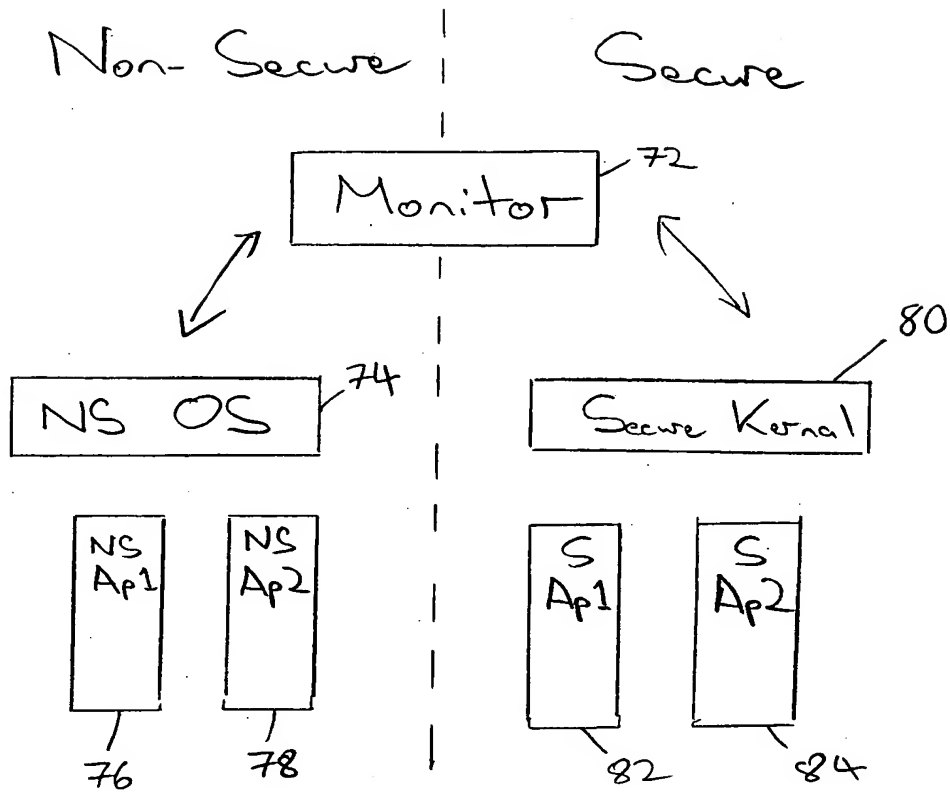 Non-Secure
Secure
Monitor
72
NS OS
74
Secure Kernal
80
NS
Ap1
NS
Ap2
S
Ap1
S
Ap2
76
78
82
84